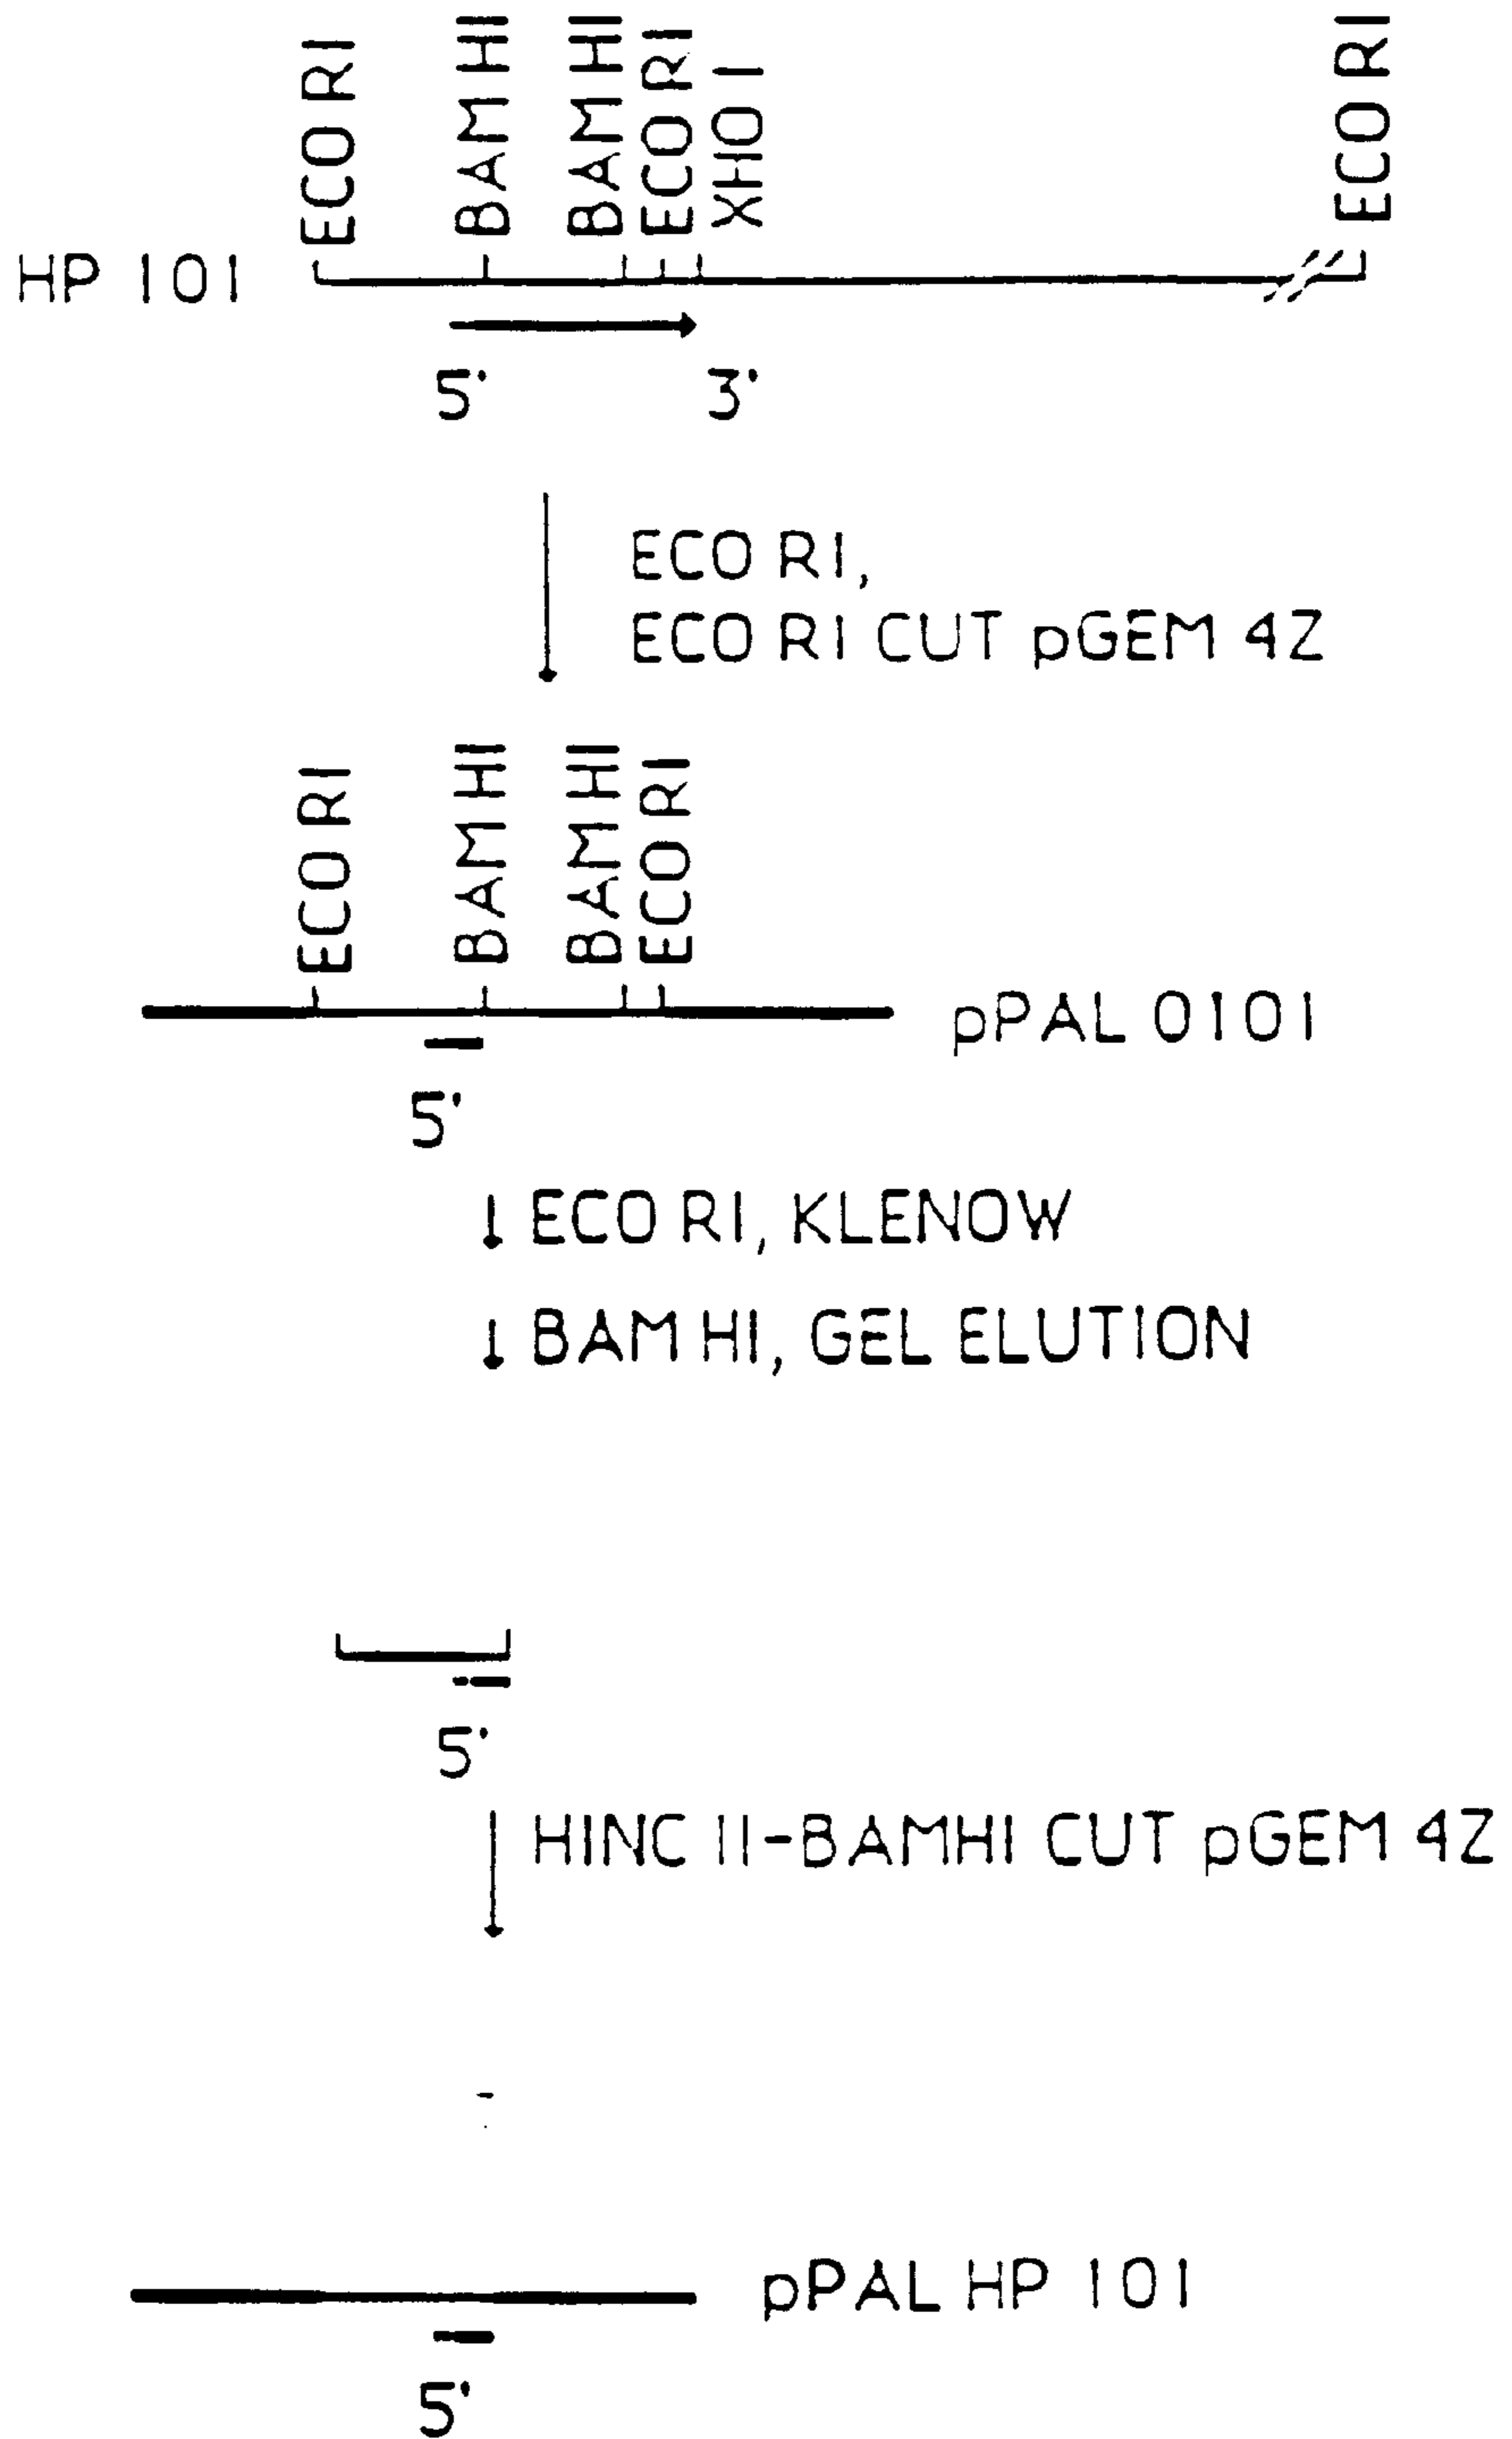 ECO RI
BAM HI
BAM HI
ECO RI
XHO I
ECO RI
HP 101
5' 3'
ECO RI,
ECO RI CUT pGEM 4Z
ECO RI
BAM HI
BAM HI
ECO RI
pPAL 0101
5'
ECO RI, KLENOW
BAM HI, GEL ELUTION
5'
HINC II-BAMHI CUT pGEM 4Z
pPAL HP 101
5'